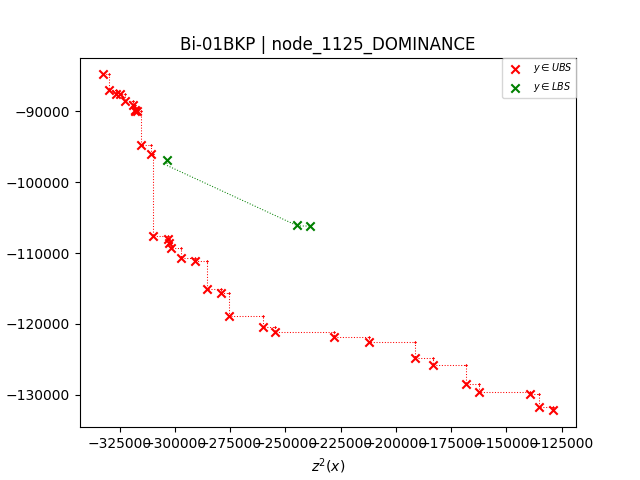 Bi-01BKP | node_1125_DOMINANCE
y ∈ UBS
y ∈ LBS
−90000
−100000
−110000
−120000
−130000
−325000−300000−275000−250000−225000−200000−175000−150000−125000
z²(x)